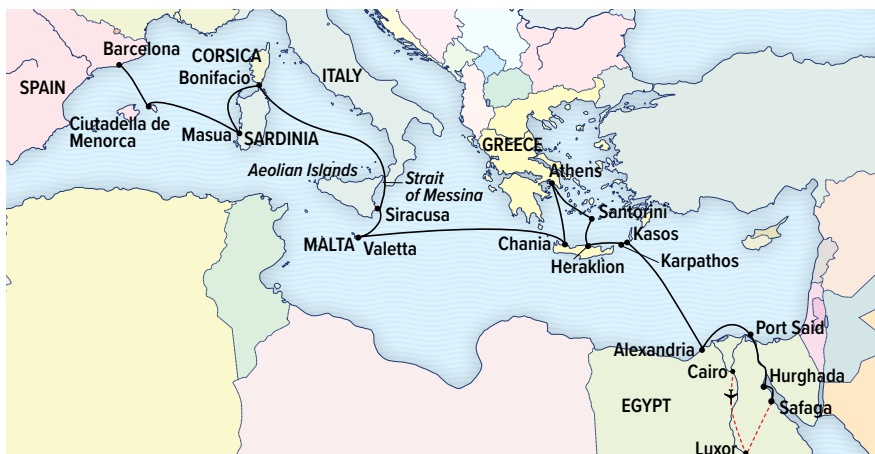 Barcelona
CORSICA
Bonifacio
ITALY
SPAIN
Ciutadella de
Menorca
Masua
SARDINIA
GREECE
Aeolian Islands
Strait
of Messina
Athens
Siracusa
Santorini
MALTA
Valetta
Chania
Kasos
Heraklion
Karpathos
Port Said
Alexandria
Cairo
Hurghada
EGYPT
Safaga
Luxor